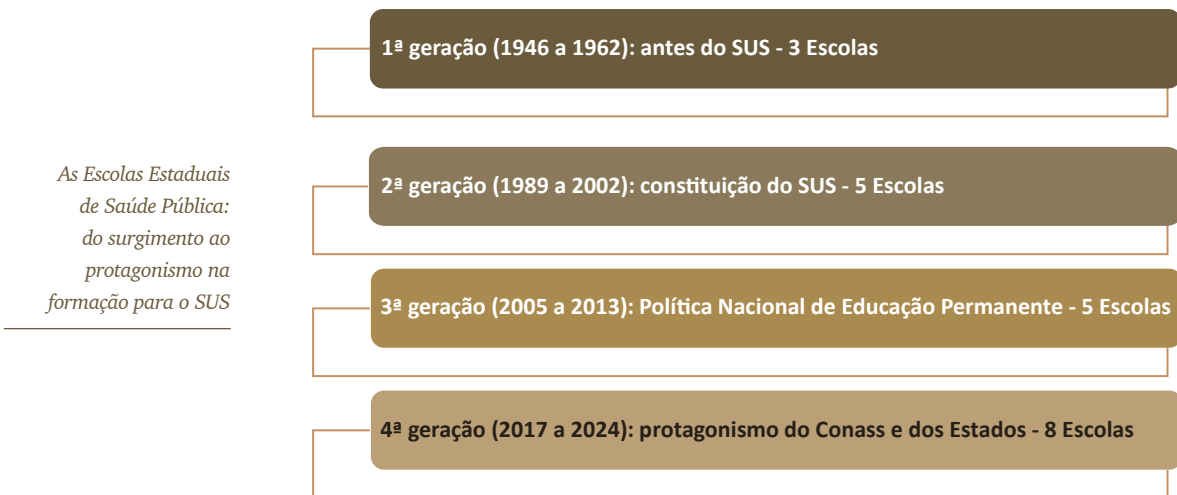 As Escolas Estaduais
de Saúde Pública:
do surgimento ao
protagonismo na
formação para o SUS
1ª geração (1946 a 1962): antes do SUS - 3 Escolas
2ª geração (1989 a 2002): constituição do SUS - 5 Escolas
3ª geração (2005 a 2013): Política Nacional de Educação Permanente - 5 Escolas
4ª geração (2017 a 2024): protagonismo do Conass e dos Estados - 8 Escolas